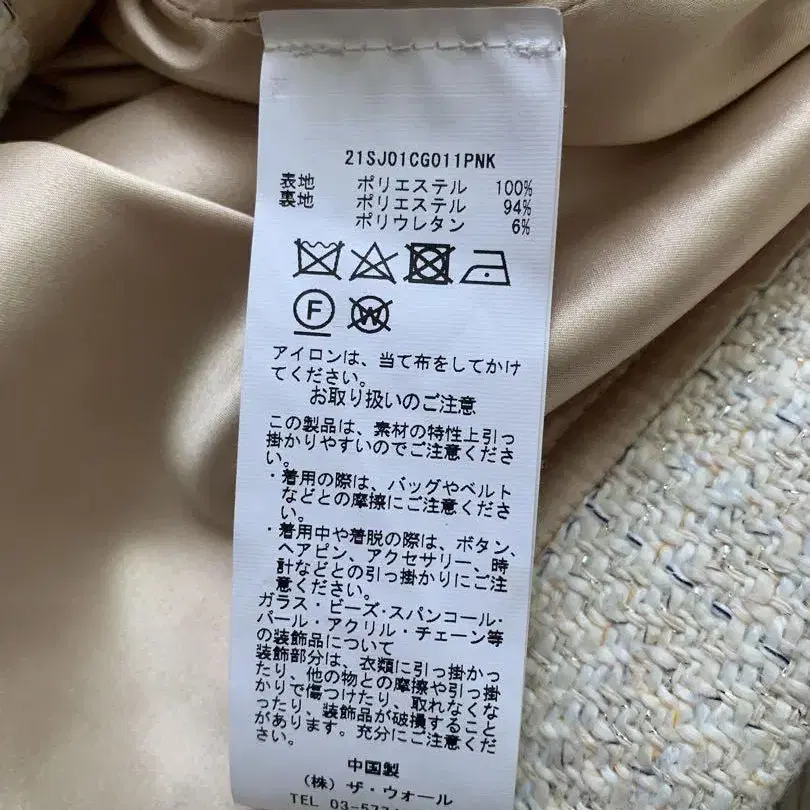 21SJ01CG011PNK
表地 ポリエステル 100%
裏地 ポリエステル 94%
ポリウレタン 6%
F W
アイロンは、当て布をしてかけ
てください。
お取り扱いのご注意
この製品は、素材の特性上引っ
掛かりやすいのでご注意くださ
い。
・着用の際は、バッグやベルト
などとの摩擦にご注意くださ
い。
・着用中や着脱の際は、ボタン、
ヘアピン、アクセサリー、時
計などとの引っ掛かりにご注
意ください。
ガラス・ビーズ・スパンコール・
パール・アクリル・チェーン等
の装飾品について
装飾部分は、衣類に引っ掛かっ
たり、他の物との摩擦や引っ掛
かりで傷つけたり、取れなくな
ったり、装飾品が破損すること
があります。充分にご注意くだ
さい。
中国製
(株) ザ・ウォール
TEL 03-577